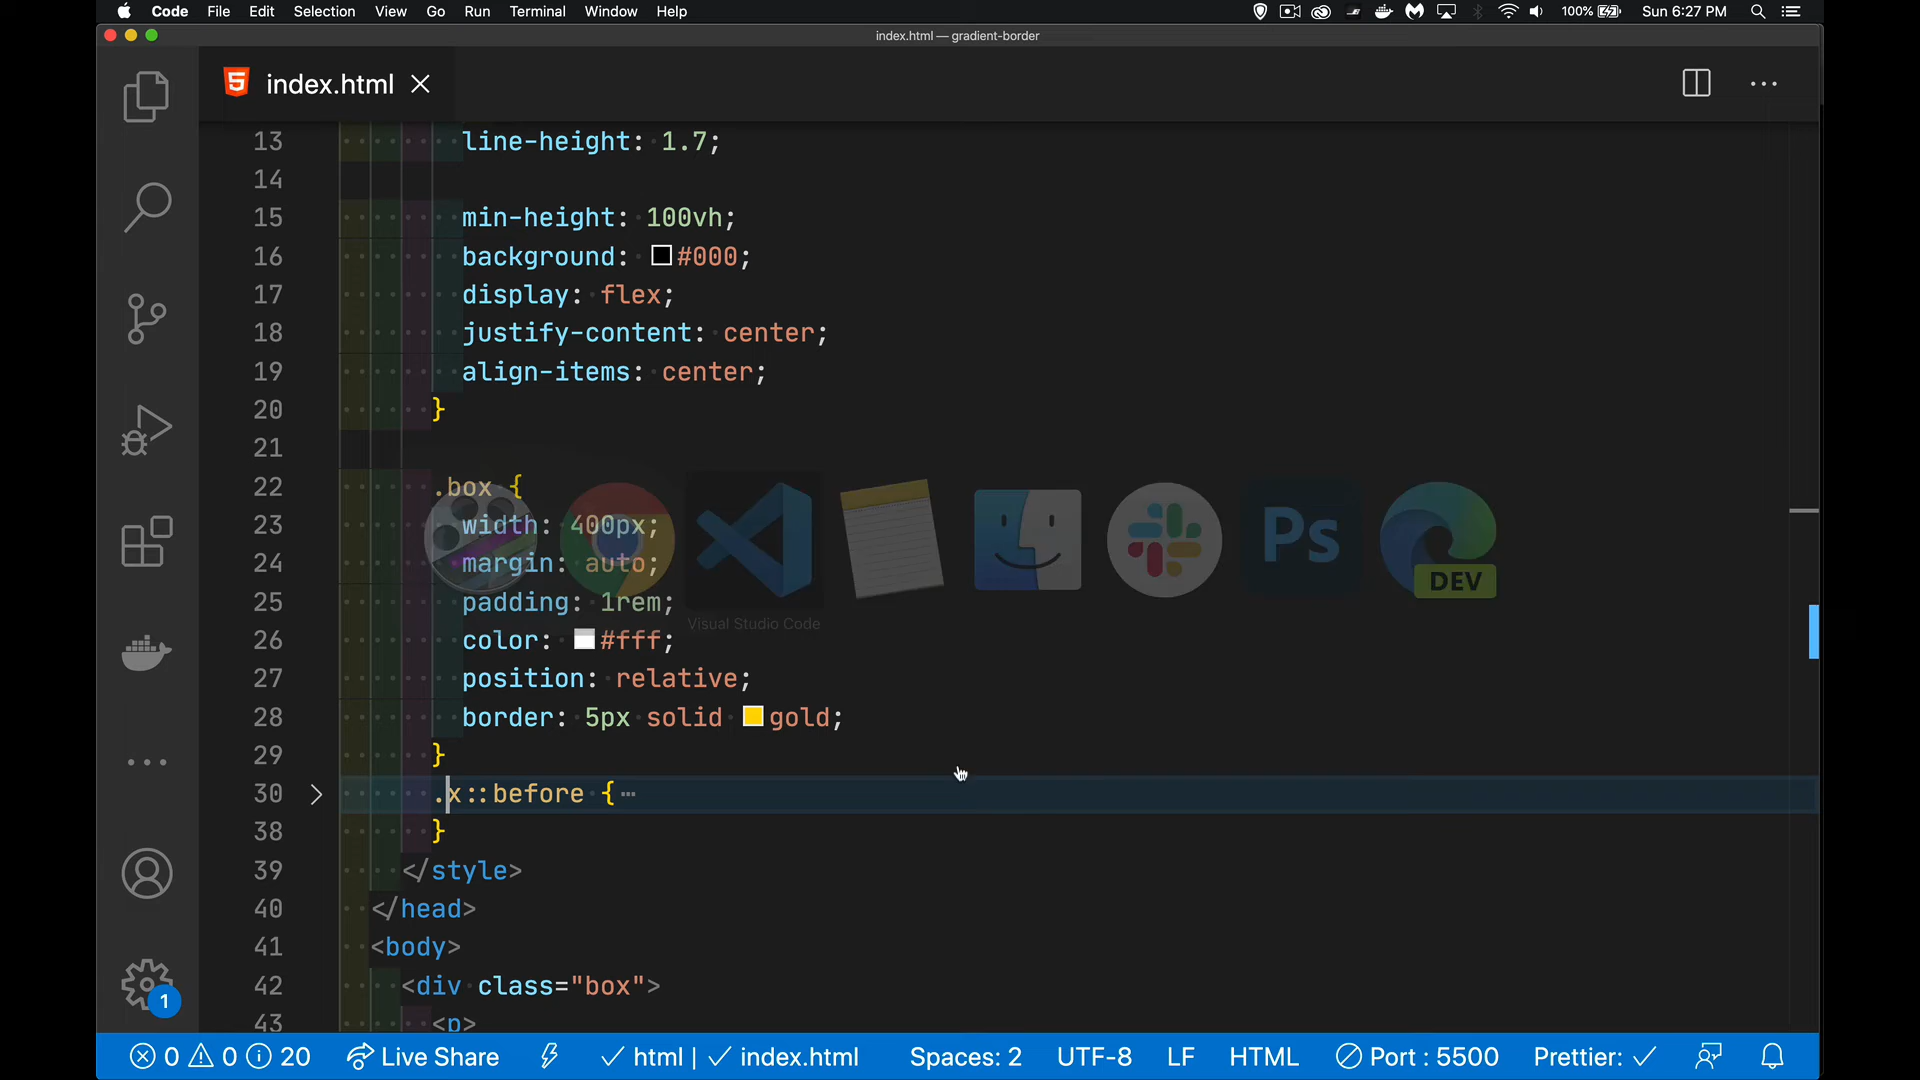 Code File Edit Selection View Go Run Terminal Window Help 100% Sun 6:27 PM
index.html — gradient-border
index.html
13 line-height: 1.7;
14
15 min-height: 100vh;
16 background: #000;
17 display: flex;
18 justify-content: center;
19 align-items: center;
20 }
21
22 .box {
23 width: 400px;
24 margin: auto;
25 padding: 1rem;
26 color: #fff;
27 position: relative;
28 border: 5px solid gold;
29 }
30 .x::before { ⋯
38 }
39 </style>
40 </head>
41 <body>
42 <div class="box">
43 <p>
Ps
DEV
Visual Studio Code
1
0 0 20 Live Share html | index.html Spaces: 2 UTF-8 LF HTML Port : 5500 Prettier: